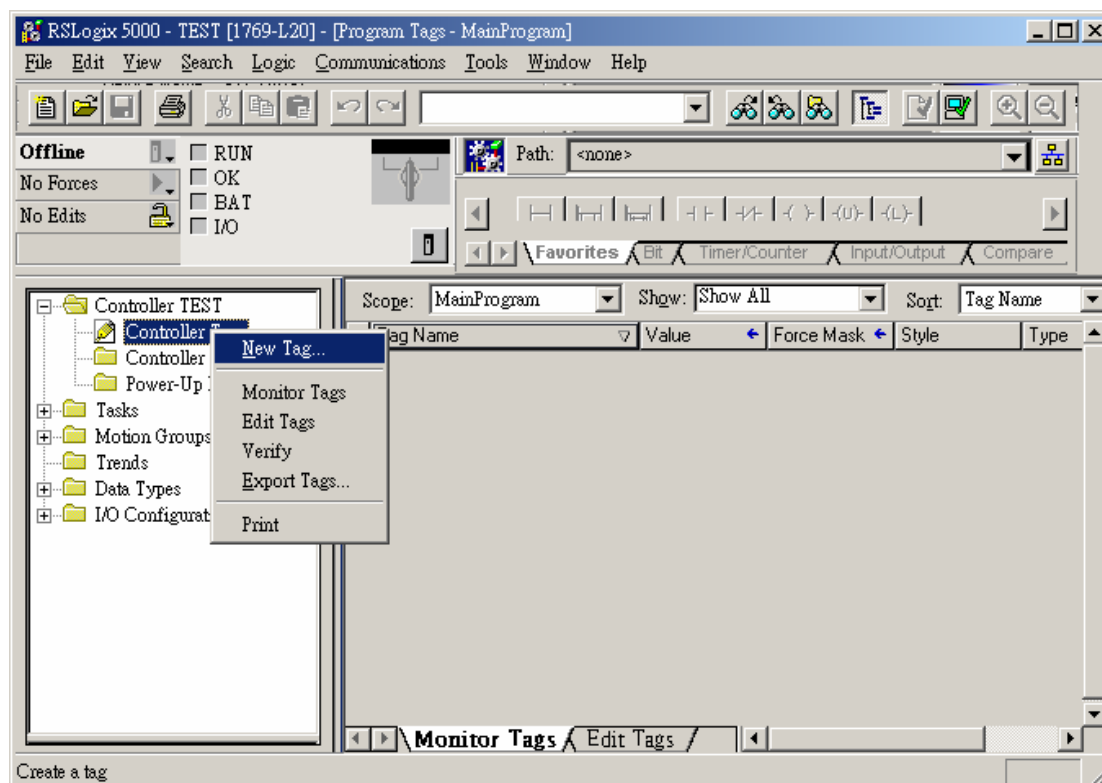 RSLogix 5000 - TEST [1769-L20] - [Program Tags - MainProgram]
File Edit View Search Logic Communications Tools Window Help
Offline RUN Path: <none>
No Forces OK
No Edits BAT
I/O
Favorites Bit Timer/Counter Input/Output Compare
Scope: MainProgram Show: Show All Sort: Tag Name
Tag Name Value Force Mask Style Type
Controller TEST
Controller
Controller
Power-Up
Tasks
Motion Groups
Trends
Data Types
I/O Configurat
New Tag...
Monitor Tags
Edit Tags
Verify
Export Tags...
Print
Monitor Tags Edit Tags
Create a tag